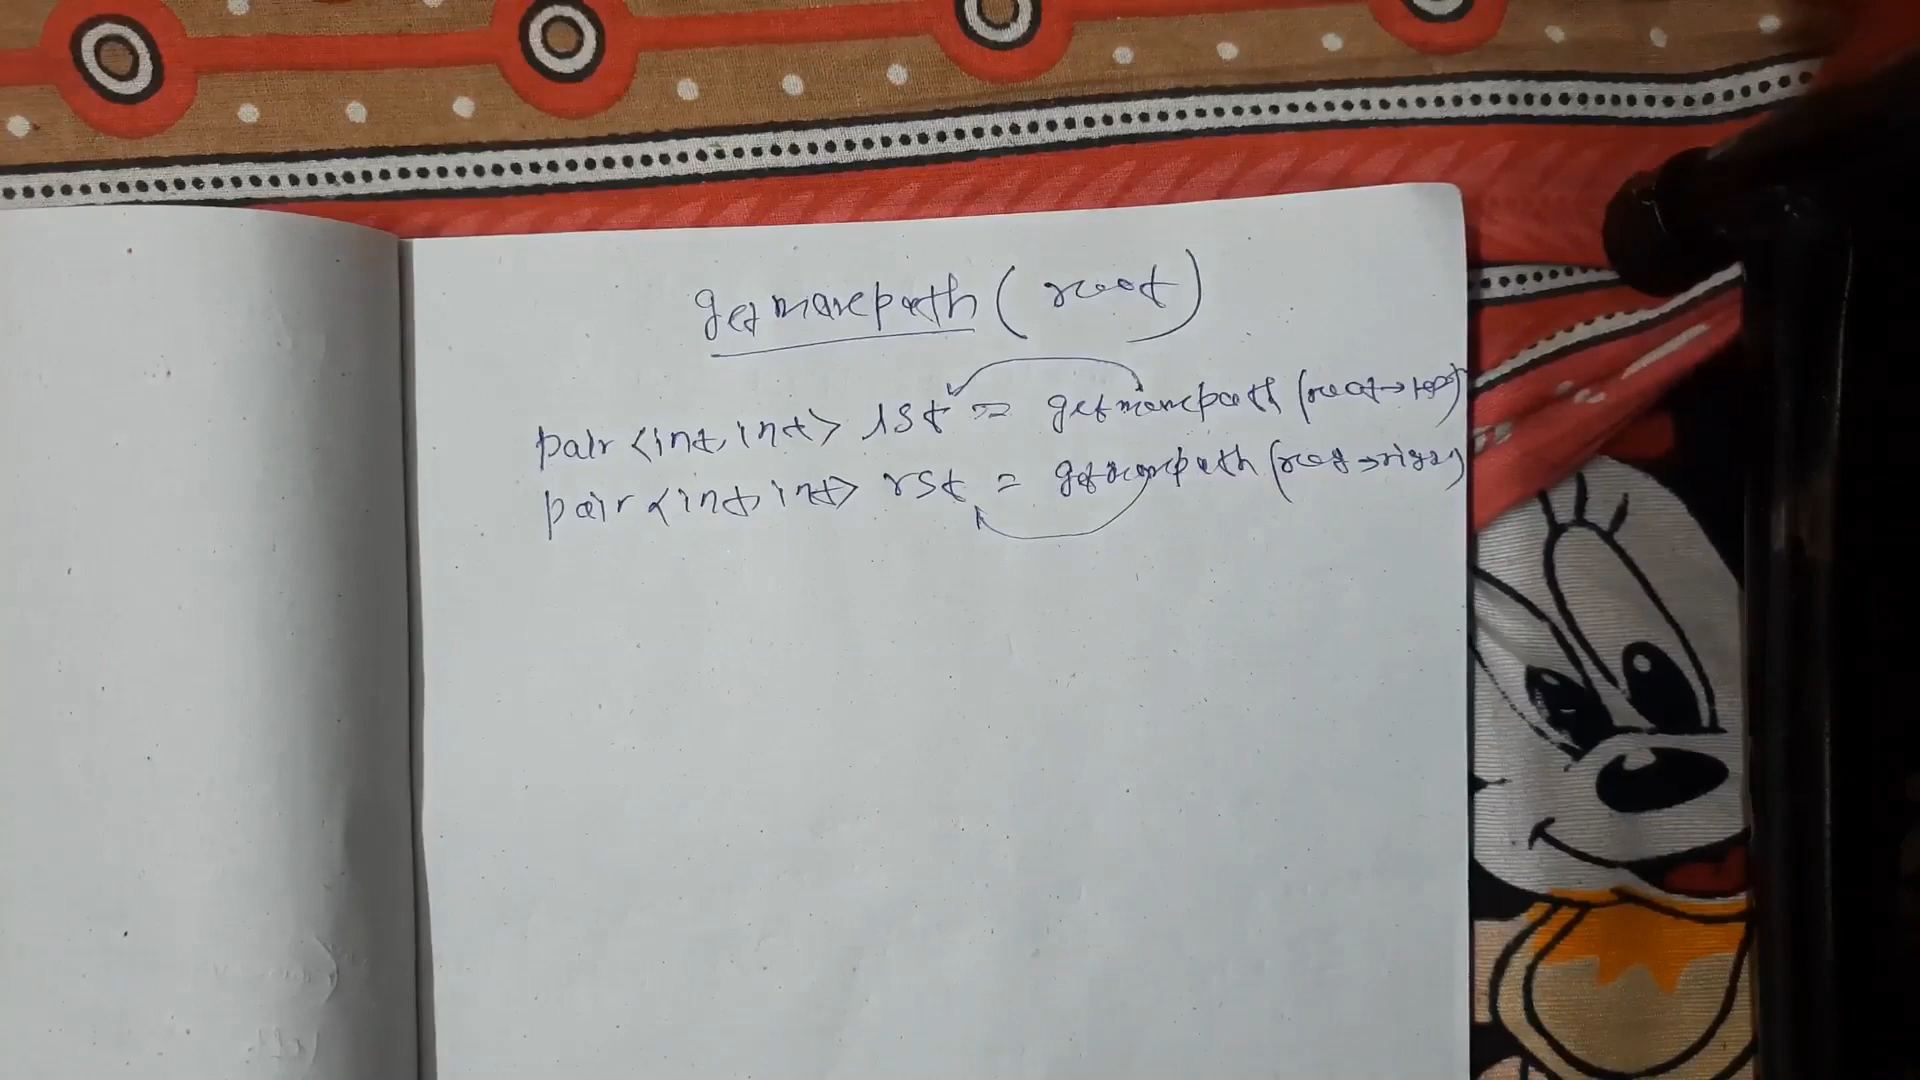 getmaxpath (root)
pair <int, int> lst = getmaxpath (root→left)
pair <int, int> rst = getmaxpath (root→right)